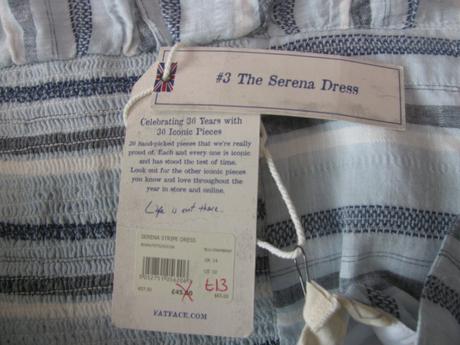 #3 The Serena Dress
Celebrating 30 Years with
30 Iconic Pieces
30 hand-picked pieces that we're really
proud of. Each and every one is iconic
and has stood the test of time.
Look out for the other iconic pieces
you know and love throughout the
year in store and online.
Life is out there.
SERENA STRIPE DRESS
UK 14
£45.00
£13
FATFACE.COM